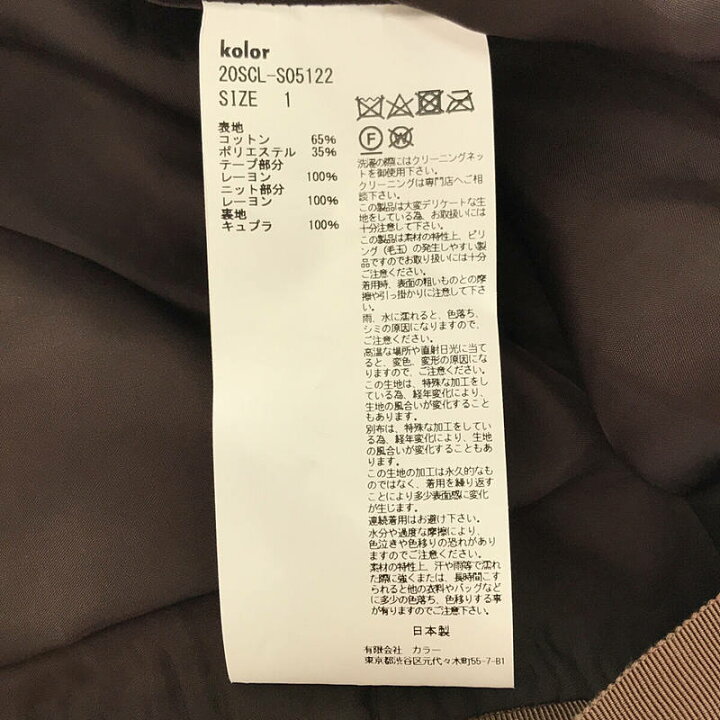 kolor
20SCL-S05122
SIZE 1
表地
コットン 65%
ポリエステル 35%
テープ部分
レーヨン 100%
ニット部分
レーヨン 100%
裏地
キュプラ 100%
F W
洗濯の際にはクリーニングネッ
トを御使用下さい。
クリーニングは専門店へご相
談下さい。
この製品は大変デリケートな生
地をしている為、お取扱いには
十分注意して下さい。
この製品は素材の特性上、ピリ
ング(毛玉)の発生しやすい製
品ですのでお取り扱いには十分
ご注意ください。
着用時、表面の粗いものとの摩
擦や引っ掛かりに注意して下さ
い。
雨、水に濡れると、色落ち、
シミの原因になりますので、
ご注意ください。
高温な場所や直射日光に当て
ると、変色、変形の原因にな
りますので、ご注意ください。
この生地は、特殊な加工をし
ている為、経年変化により、
生地の風合いが変化すること
もあります。
別布は、特殊な加工をしてい
る為、経年変化により、生地
の風合いが変化することがあ
ります。
この生地の加工は永久的なも
のではなく、着用を繰り返す
ことにより多少表面感に変化
が生じます。
連続着用はお避け下さい。
水分や過度な摩擦により、
色泣きや色移りの恐れがあり
ますのでご注意ください。
素材の特性上、汗や雨等で濡れ
た際に強くまたは、長時間こす
られると他の衣料やバッグなど
に多少の色落ち、色移りする事
が有りますのでご注意下さい。
日本製
有限会社 カラー
東京都渋谷区元代々木町55-7-B1